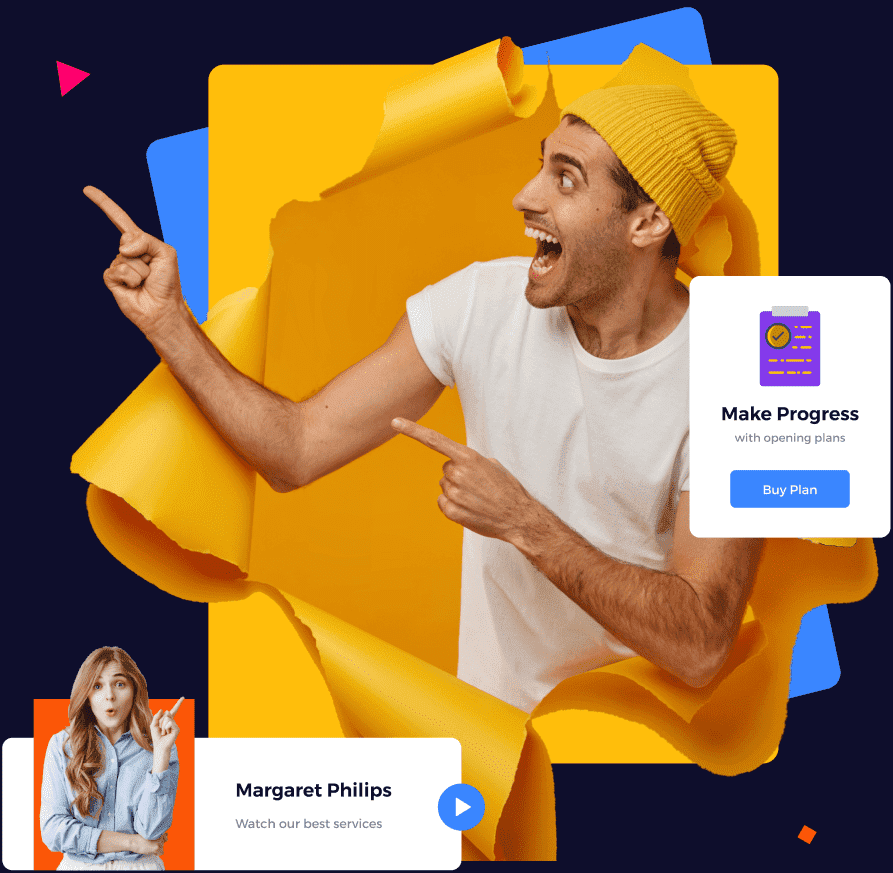 Make Progress
with opening plans
Buy Plan
Margaret Philips
Watch our best services